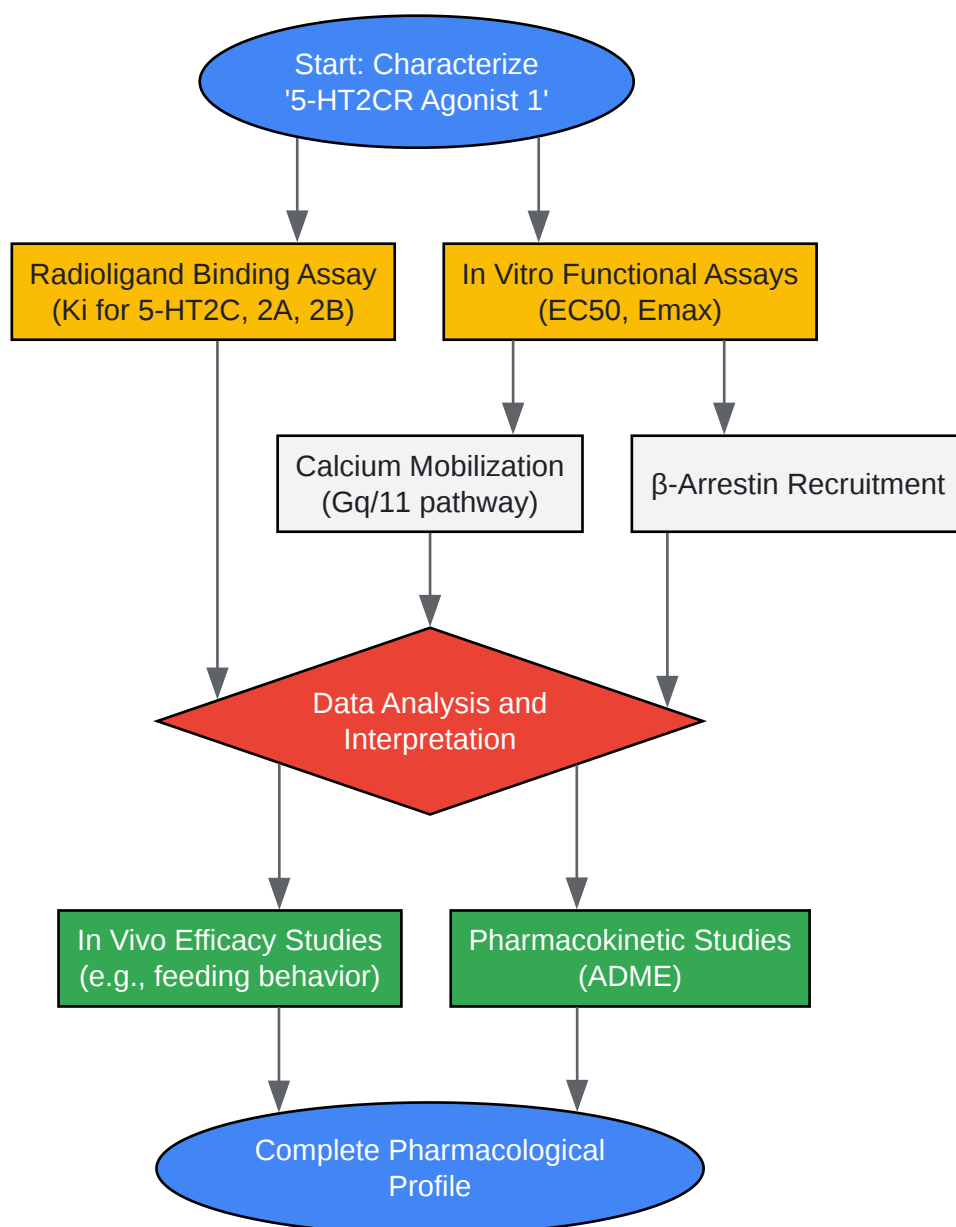 Start: Characterize
'5-HT2CR Agonist 1'
Radioligand Binding Assay
(Ki for 5-HT2C, 2A, 2B)
In Vitro Functional Assays
(EC50, Emax)
Calcium Mobilization
(Gq/11 pathway)
β-Arrestin Recruitment
Data Analysis and
Interpretation
In Vivo Efficacy Studies
(e.g., feeding behavior)
Pharmacokinetic Studies
(ADME)
Complete Pharmacological
Profile